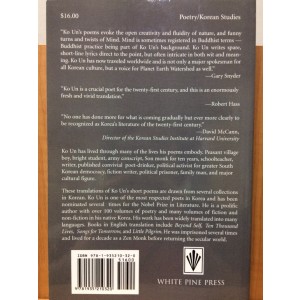 $16.00
Poetry/Korean Studies
"Ko Un's poems evoke the open creativity and fluidity of nature, and funny
turns and twists of Mind. Mind is sometimes registered in Buddhist terms —
Buddhist practice being part of Ko Un's background. Ko Un writes spare,
short-line lyrics direct to the point, but often intricate in both wit and mean-
ing. Ko Un has now traveled worldwide and is not only a major spokesman for
all Korean culture, but a voice for Planet Earth Watershed as well."
—Gary Snyder
"Ko Un is a crucial poet for the twenty-first century, and this is an enormously
fresh and vivid translation."
—Robert Hass
"No one has done more for what is coming gradually but ever more clearly to
be recognized as Korea's literature of the twenty-first century."
—David McCann,
Director of the Korean Studies Institute at Harvard University
Ko Un has lived through many of the lives his poems embody. Peasant village
boy, bright student, army conscript, Son monk for ten years, schoolteacher,
writer, published convivial poet-drinker, political activist for greater South
Korean democracy, fiction writer, political prisoner, family man, and major
cultural figure.
These translations of Ko Un's short poems are drawn from several collections
in Korean. Ko Un is one of the most respected poets in Korea and has been
nominated several times for the Nobel Prize in Literature. He is a prolific
author with over 100 volumes of poetry and many volumes of fiction and
non-fiction in his native Korea. His work has been widely translated into many
languages. Books in English translation include Beyond Self, Ten Thousand
Lives, Songs for Tomorrow, and Little Pilgrim. He was imprisoned several times
and lived for a decade as a Zen Monk before returning the secular world.
51600
WHITE PINE PRESS